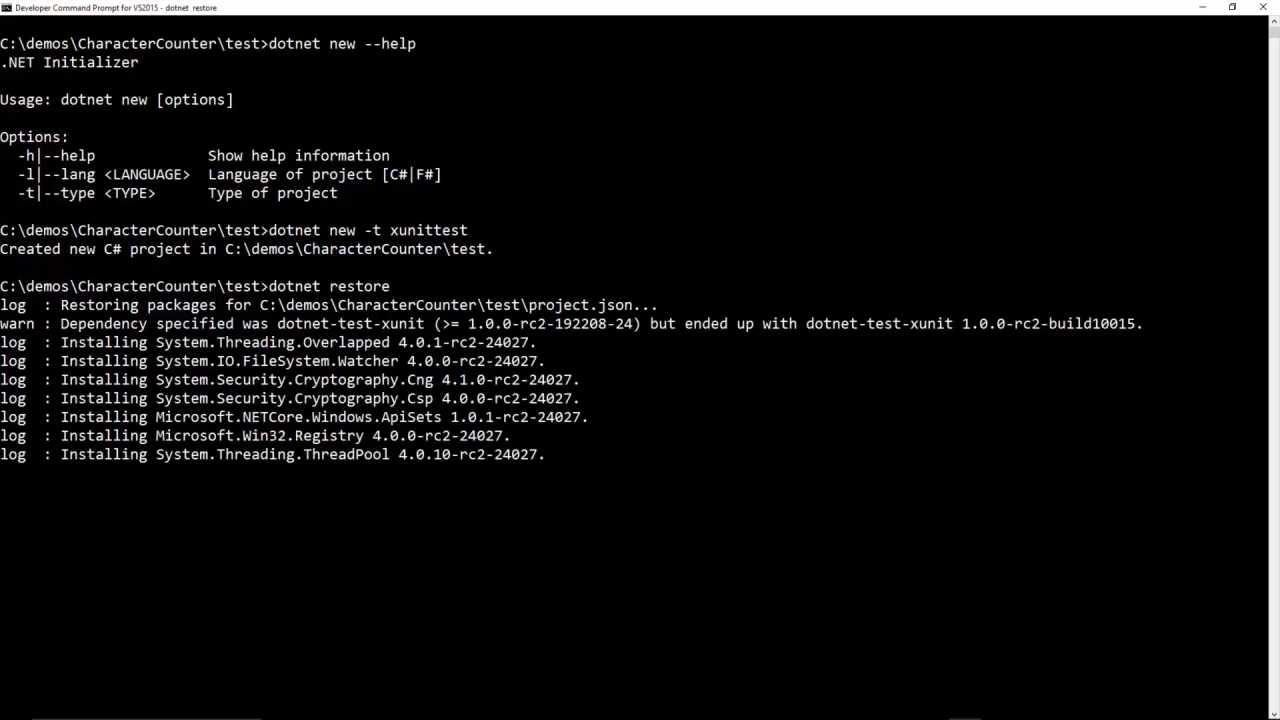 Developer Command Prompt for VS2015 - dotnet restore
C:\demos\CharacterCounter\test>dotnet new --help
.NET Initializer
Usage: dotnet new [options]
Options:
-h|--help Show help information
-l|--lang <LANGUAGE> Language of project [C#|F#]
-t|--type <TYPE> Type of project
C:\demos\CharacterCounter\test>dotnet new -t xunittest
Created new C# project in C:\demos\CharacterCounter\test.
C:\demos\CharacterCounter\test>dotnet restore
log : Restoring packages for C:\demos\CharacterCounter\test\project.json...
warn : Dependency specified was dotnet-test-xunit (>= 1.0.0-rc2-192208-24) but ended up with dotnet-test-xunit 1.0.0-rc2-build10015.
log : Installing System.Threading.Overlapped 4.0.1-rc2-24027.
log : Installing System.IO.FileSystem.Watcher 4.0.0-rc2-24027.
log : Installing System.Security.Cryptography.Cng 4.1.0-rc2-24027.
log : Installing System.Security.Cryptography.Csp 4.0.0-rc2-24027.
log : Installing Microsoft.NETCore.Windows.ApiSets 1.0.1-rc2-24027.
log : Installing Microsoft.Win32.Registry 4.0.0-rc2-24027.
log : Installing System.Threading.ThreadPool 4.0.10-rc2-24027.